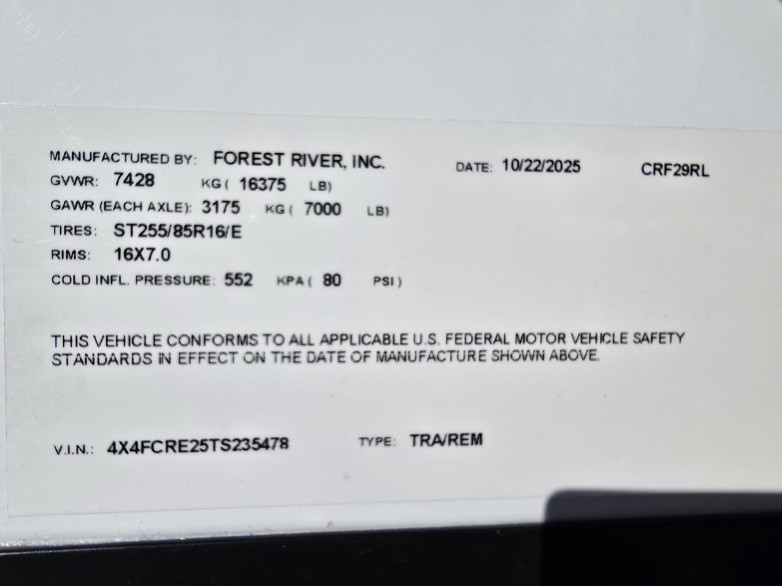 MANUFACTURED BY: FOREST RIVER, INC. DATE: 10/22/2025 CRF29RL
GVWR: 7428 KG( 16375 LB)
GAWR (EACH AXLE): 3175 KG( 7000 LB)
TIRES: ST255/85R16/E
RIMS: 16X7.0
COLD INFL. PRESSURE: 552 KPA( 80 PSI)
THIS VEHICLE CONFORMS TO ALL APPLICABLE U.S. FEDERAL MOTOR VEHICLE SAFETY
STANDARDS IN EFFECT ON THE DATE OF MANUFACTURE SHOWN ABOVE.
V.I.N.: 4X4FCRE25TS235478 TYPE: TRA/REM